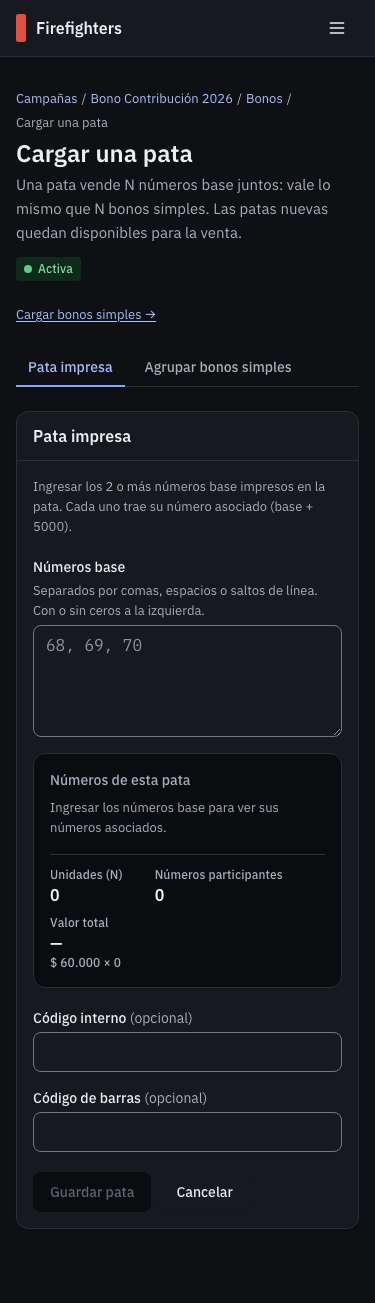 Firefighters
Campañas / Bono Contribución 2026 / Bonos /
Cargar una pata
Cargar una pata
Una pata vende N números base juntos: vale lo
mismo que N bonos simples. Las patas nuevas
quedan disponibles para la venta.
Activa
Cargar bonos simples →
Pata impresa Agrupar bonos simples
Pata impresa
Ingresar los 2 o más números base impresos en la
pata. Cada uno trae su número asociado (base +
5000).
Números base
Separados por comas, espacios o saltos de línea.
Con o sin ceros a la izquierda.
68, 69, 70
Números de esta pata
Ingresar los números base para ver sus
números asociados.
Unidades (N) Números participantes
0 0
Valor total
—
$ 60.000 × 0
Código interno (opcional)
Código de barras (opcional)
Guardar pata Cancelar